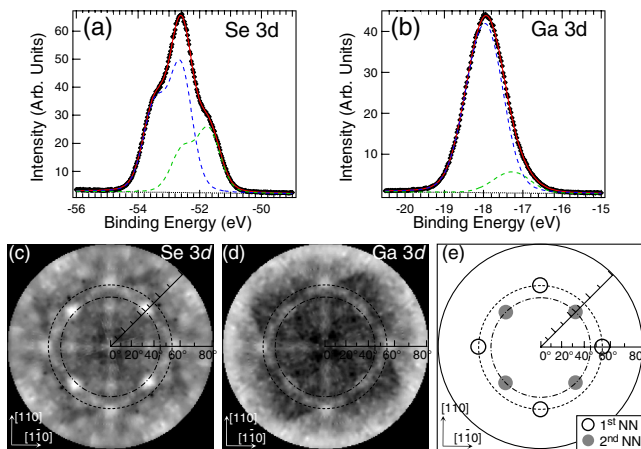 (a) Se 3d
60
50
40
30
20
10
Intensity (Arb. Units)
-56 -54 -52 -50
Binding Energy (eV)
(b) Ga 3d
40
30
20
10
Intensity (Arb. Units)
-20 -19 -18 -17 -16 -15
Binding Energy (eV)
(c) Se 3d
0° 20° 40° 60° 80°
[110]
[11̄0]
(d) Ga 3d
0° 20° 40° 60° 80°
[110]
[11̄0]
(e)
0° 20° 40° 60° 80°
[110]
[11̄0]
1st NN
2nd NN